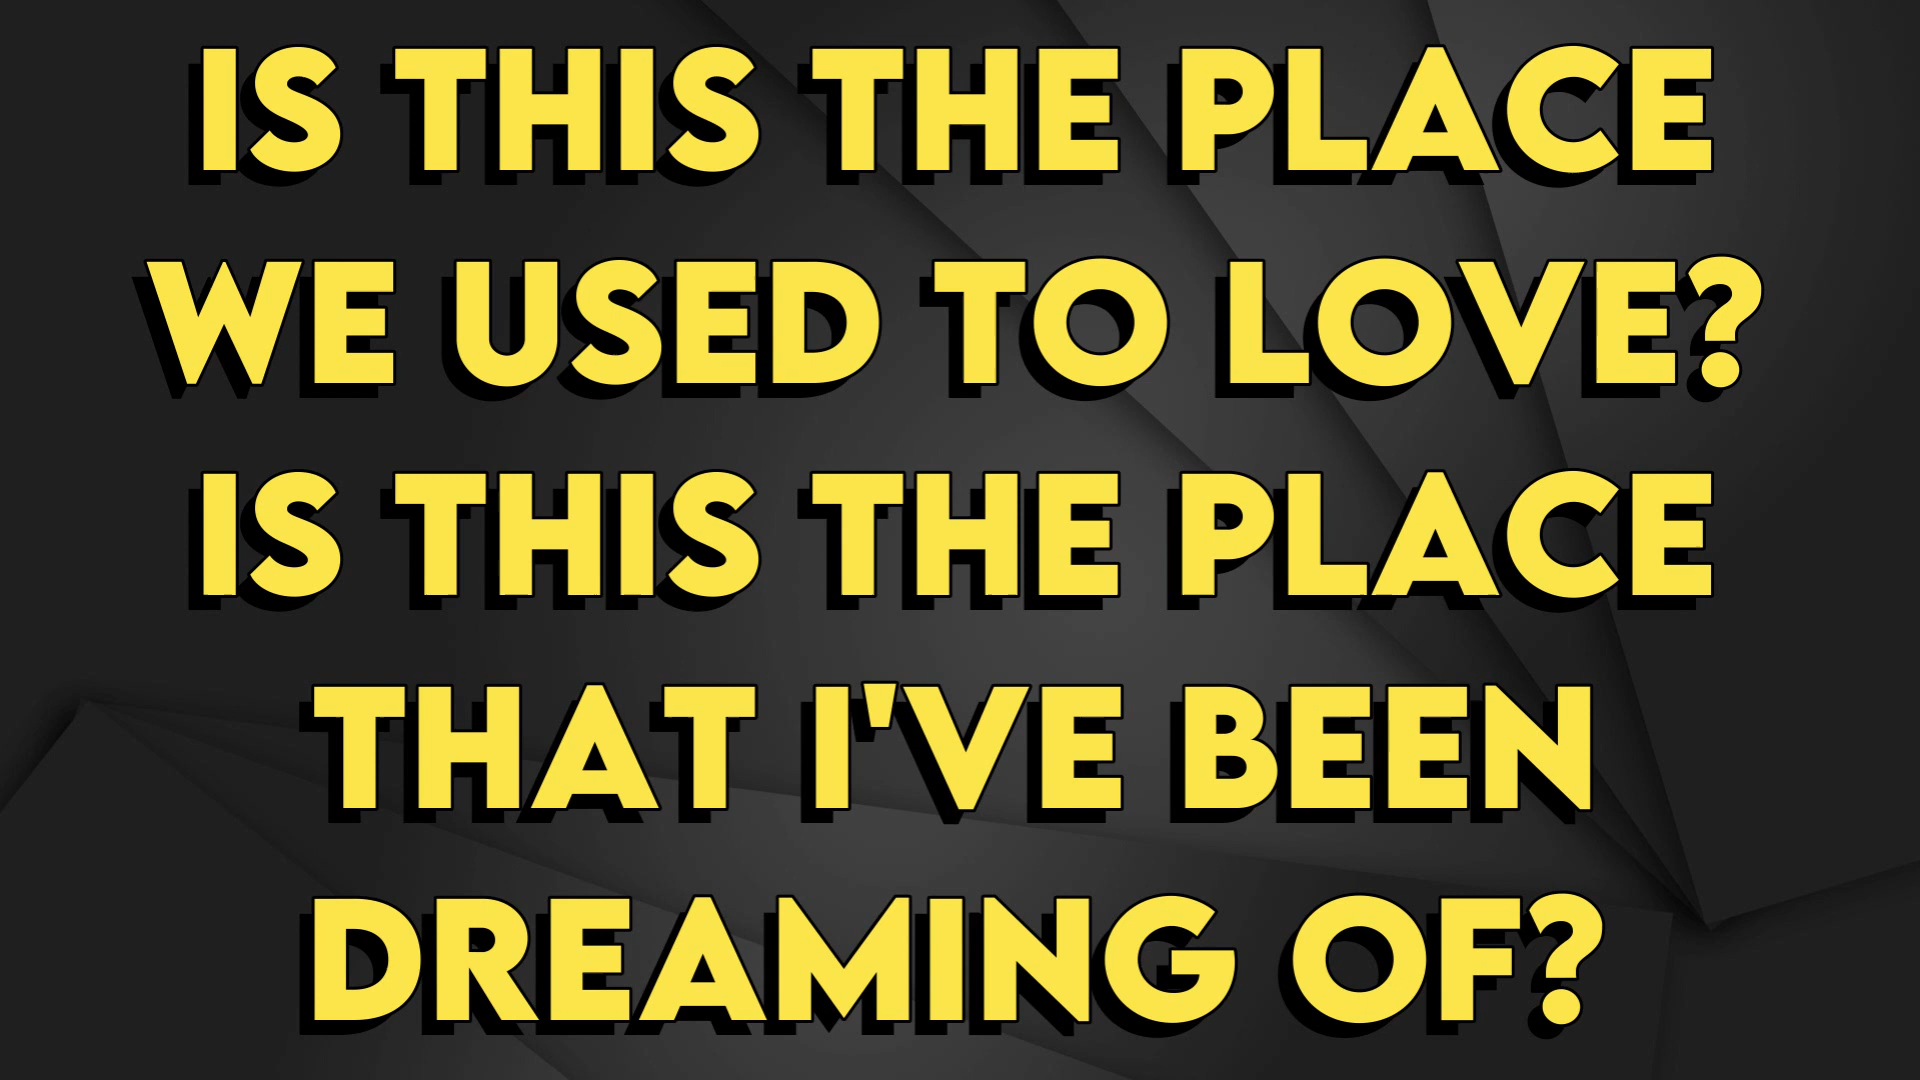 IS THIS THE PLACE
WE USED TO LOVE?
IS THIS THE PLACE
THAT I'VE BEEN
DREAMING OF?